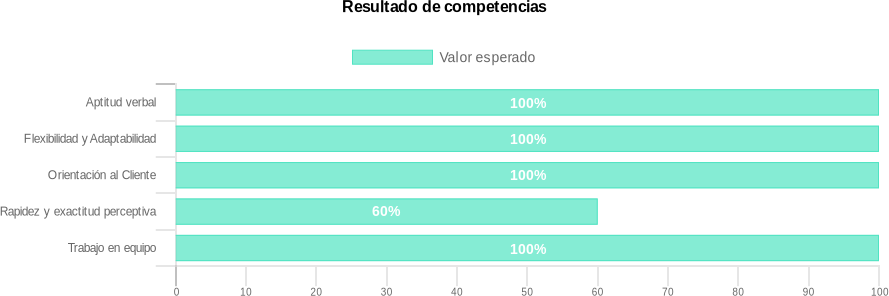 Resultado de competencias
Valor esperado
Aptitud verbal
100%
Flexibilidad y Adaptabilidad
100%
Orientación al Cliente
100%
Rapidez y exactitud perceptiva
60%
Trabajo en equipo
100%
0 10 20 30 40 50 60 70 80 90 100